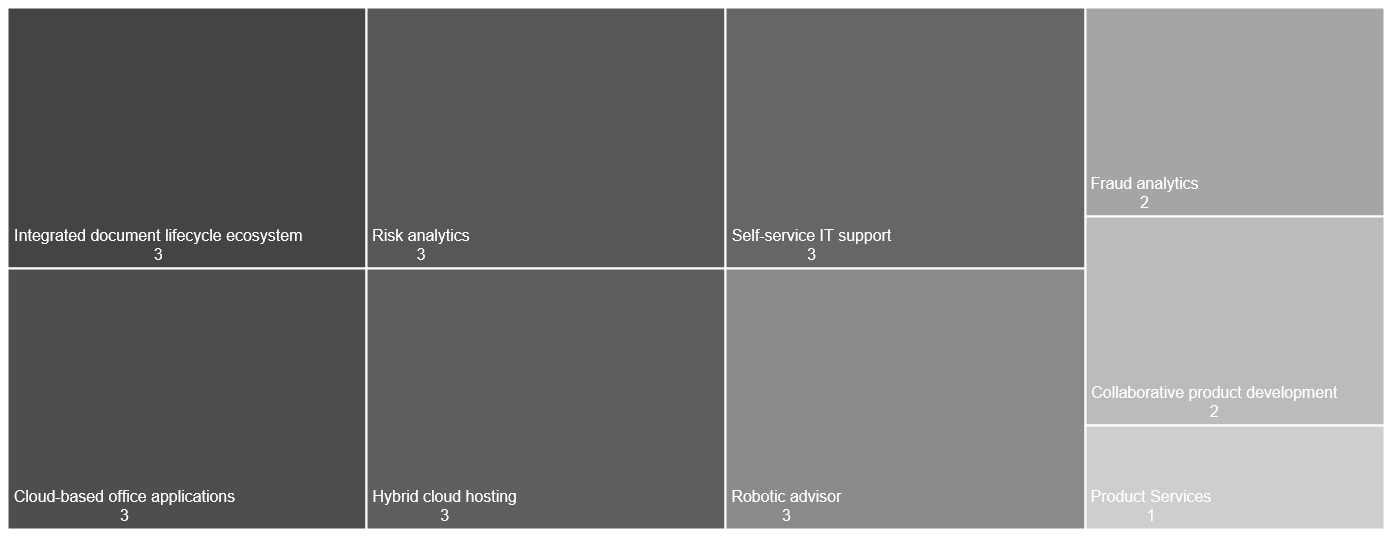 Integrated document lifecycle ecosystem
3
Risk analytics
3
Self-service IT support
3
Fraud analytics
2
Collaborative product development
2
Cloud-based office applications
3
Hybrid cloud hosting
3
Robotic advisor
3
Product Services
1